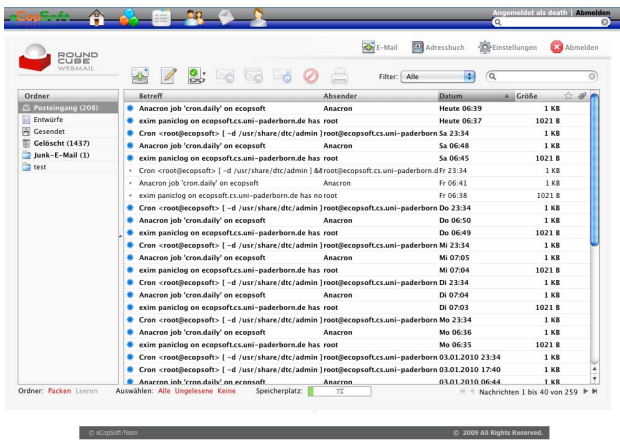 eCopSoft
Angemeldet als death | Abmelden
E-Mail Adressbuch Einstellungen Abmelden
ROUND
CUBE
WEBMAIL
Filter: Alle
Ordner Betreff Absender Datum Größe
Posteingang (208)
Entwürfe
Gesendet
Gelöscht (1437)
Junk-E-Mail (1)
test
Anacron job 'cron.daily' on ecopsoft Anacron Heute 06:39 1 KB
exim paniclog on ecopsoft.cs.uni-paderborn.de has root Heute 06:37 1021 B
Cron <root@ecopsoft> [ -d /usr/share/dtc/admin ] root@ecopsoft.cs.uni-paderborn Sa 23:34 1 KB
Anacron job 'cron.daily' on ecopsoft Anacron Sa 06:48 1 KB
exim paniclog on ecopsoft.cs.uni-paderborn.de has root Sa 06:45 1021 B
Cron <root@ecopsoft> [ -d /usr/share/dtc/admin ] && root@ecopsoft.cs.uni-paderborn.d Fr 23:34 1 KB
Anacron job 'cron.daily' on ecopsoft Anacron Fr 06:41 1 KB
exim paniclog on ecopsoft.cs.uni-paderborn.de has no root Fr 06:38 1021 B
Cron <root@ecopsoft> [ -d /usr/share/dtc/admin ] root@ecopsoft.cs.uni-paderborn Do 23:34 1 KB
Anacron job 'cron.daily' on ecopsoft Anacron Do 06:50 1 KB
exim paniclog on ecopsoft.cs.uni-paderborn.de has root Do 06:49 1021 B
Cron <root@ecopsoft> [ -d /usr/share/dtc/admin ] root@ecopsoft.cs.uni-paderborn Mi 23:34 1 KB
Anacron job 'cron.daily' on ecopsoft Anacron Mi 07:05 1 KB
exim paniclog on ecopsoft.cs.uni-paderborn.de has root Mi 07:04 1021 B
Cron <root@ecopsoft> [ -d /usr/share/dtc/admin ] root@ecopsoft.cs.uni-paderborn Di 23:34 1 KB
Anacron job 'cron.daily' on ecopsoft Anacron Di 07:04 1 KB
exim paniclog on ecopsoft.cs.uni-paderborn.de has root Di 07:03 1021 B
Cron <root@ecopsoft> [ -d /usr/share/dtc/admin ] root@ecopsoft.cs.uni-paderborn Mo 23:34 1 KB
Anacron job 'cron.daily' on ecopsoft Anacron Mo 06:36 1 KB
exim paniclog on ecopsoft.cs.uni-paderborn.de has root Mo 06:35 1021 B
Cron <root@ecopsoft> [ -d /usr/share/dtc/admin ] root@ecopsoft.cs.uni-paderborn 03.01.2010 23:34 1 KB
Cron <root@ecopsoft> [ -d /usr/share/dtc/admin ] root@ecopsoft.cs.uni-paderborn 03.01.2010 17:40 1 KB
Anacron job 'cron.daily' on ecopsoft Anacron 03.01.2010 06:44 1 KB
Ordner: Packen Leeren Auswählen: Alle Ungelesene Keine Speicherplatz: 7% Nachrichten 1 bis 40 von 259
© eCopSoft-Team © 2009 All Rights Reserved.